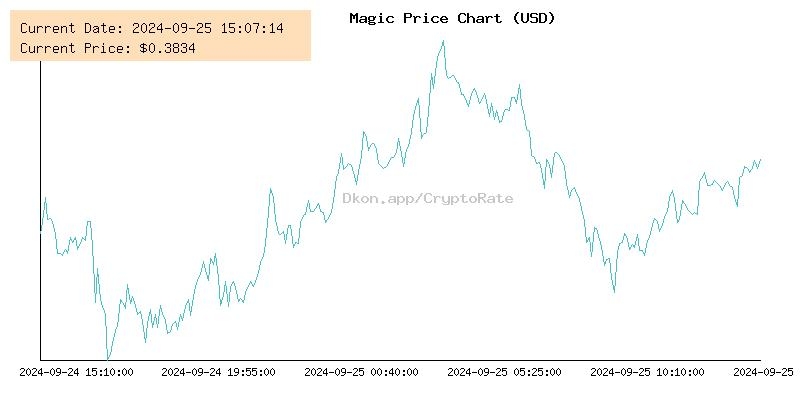 Magic Price Chart (USD)
Current Date: 2024-09-25 15:07:14
Current Price: $0.3834
Dkon.app/CryptoRate
2024-09-24 15:10:00
2024-09-24 19:55:00
2024-09-25 00:40:00
2024-09-25 05:25:00
2024-09-25 10:10:00
2024-09-25